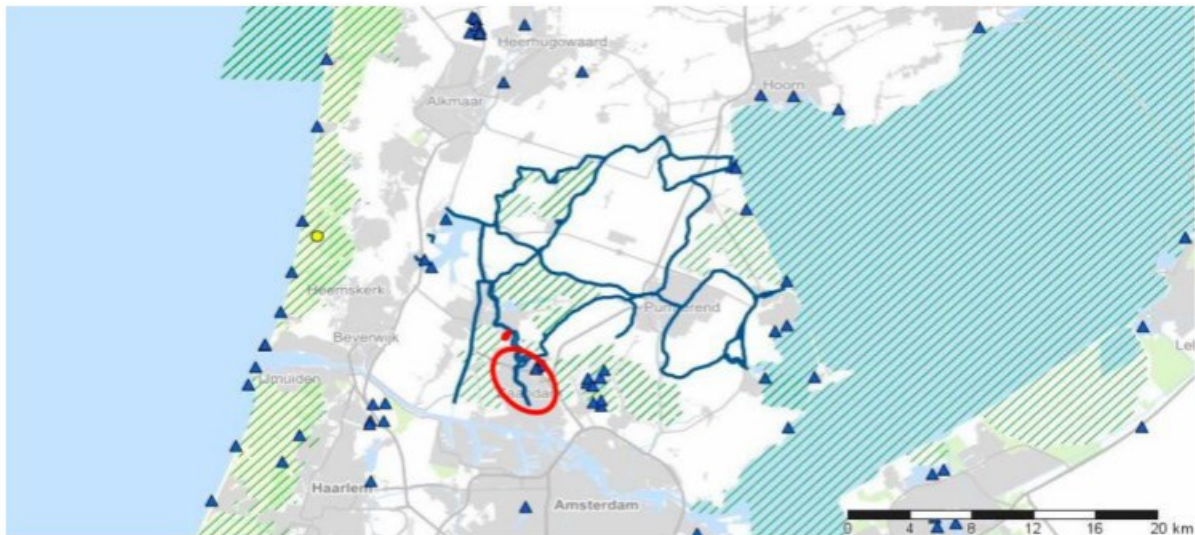 Heerhugowaard
Hoorn
Alkmaar
Heemskerk
Purmerend
Beverwijk
IJmuiden
Haarlem
Amsterdam
0 4 8 12 16 20 km